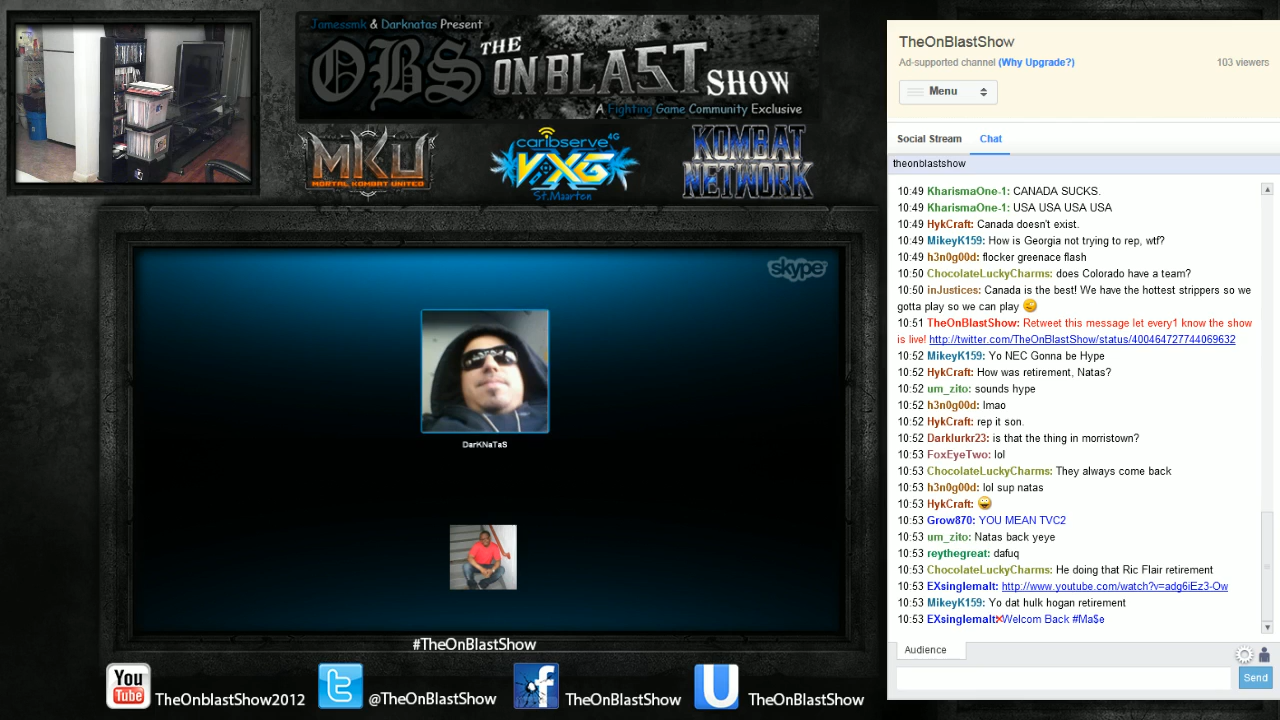 Jamessmk & Darknatas Present
OBS THE ON BLAST SHOW
A Fighting Game Community Exclusive
MKU
MORTAL KOMBAT UNITED
caribserve 4G
VXG
St.Maarten
KOMBAT
NETWORK
skype
DarKNaTaS
#TheOnBlastShow
You
Tube
TheOnblastShow2012
@TheOnBlastShow
f
TheOnBlastShow
U
TheOnBlastShow
TheOnBlastShow
Ad-supported channel (Why Upgrade?)
103 viewers
Menu
Social Stream
Chat
theonblastshow
10:49 KharismaOne-1: CANADA SUCKS.
10:49 KharismaOne-1: USA USA USA USA
10:49 HykCraft: Canada doesn't exist.
10:49 MikeyK159: How is Georgia not trying to rep, wtf?
10:49 h3n0g00d: flocker greenace flash
10:50 ChocolateLuckyCharms: does Colorado have a team?
10:50 inJustices: Canada is the best! We have the hottest strippers so we
gotta play so we can play
10:51 TheOnBlastShow: Retweet this message let every1 know the show
is live! http://twitter.com/TheOnBlastShow/status/400464727744069632
10:52 MikeyK159: Yo NEC Gonna be Hype
10:52 HykCraft: How was retirement, Natas?
10:52 um_zito: sounds hype
10:52 h3n0g00d: lmao
10:52 HykCraft: rep it son.
10:52 Darklurkr23: is that the thing in morristown?
10:53 FoxEyeTwo: lol
10:53 ChocolateLuckyCharms: They always come back
10:53 h3n0g00d: lol sup natas
10:53 HykCraft:
10:53 Grow870: YOU MEAN TVC2
10:53 um_zito: Natas back yeye
10:53 reythegreat: dafuq
10:53 ChocolateLuckyCharms: He doing that Ric Flair retirement
10:53 EXsinglemalt: http://www.youtube.com/watch?v=adg6iEz3-Ow
10:53 MikeyK159: Yo dat hulk hogan retirement
10:53 EXsinglemalt: Welcom Back #Ma$e
Audience
Send